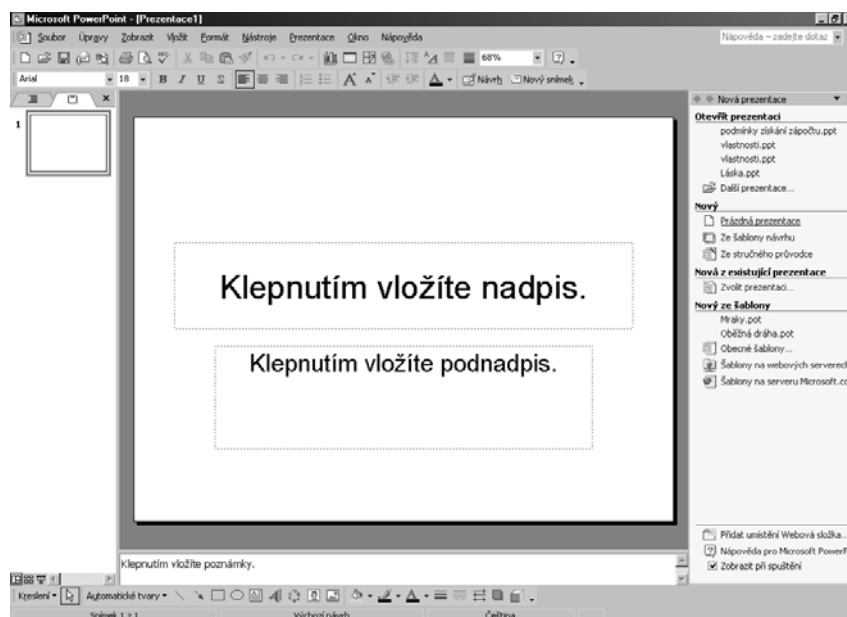 Microsoft PowerPoint - [Prezentace1]
Soubor Úpravy Zobrazit Vložit Formát Nástroje Prezentace Okno Nápověda Nápověda – zadejte dotaz
68%
Arial 18 B I U S Návrh Nový snímek
Nová prezentace
1
Otevřít prezentaci
podmínky získání zápočtu.ppt
vlastnosti.ppt
vlastnosti.ppt
Láska.ppt
Další prezentace...
Nový
Prázdná prezentace
Ze šablony návrhu
Ze stručného průvodce
Nová z existující prezentace
Zvolit prezentaci...
Nový ze šablony
Mraky.pot
Oběžná dráha.pot
Obecné šablony...
Šablony na webových serverech
Šablony na serveru Microsoft.co
Klepnutím vložíte nadpis.
Klepnutím vložíte podnadpis.
Přidat umístění Webová složka...
Nápověda pro Microsoft PowerP
Zobrazit při spuštění
Klepnutím vložíte poznámky.
Kreslení Automatické tvary
Snímek 1 z 1 Výchozí návrh Čeština